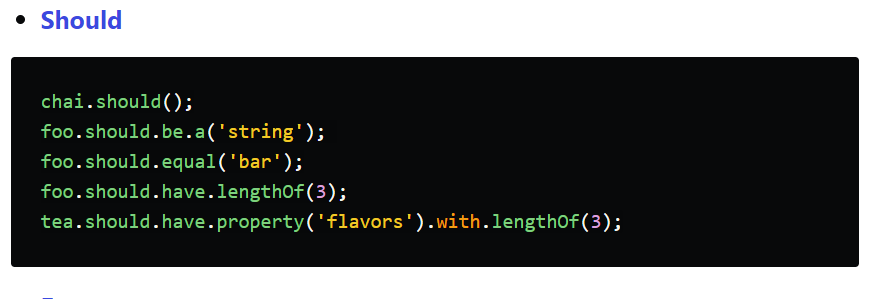 Should
chai.should();
foo.should.be.a('string');
foo.should.equal('bar');
foo.should.have.lengthOf(3);
tea.should.have.property('flavors').with.lengthOf(3);